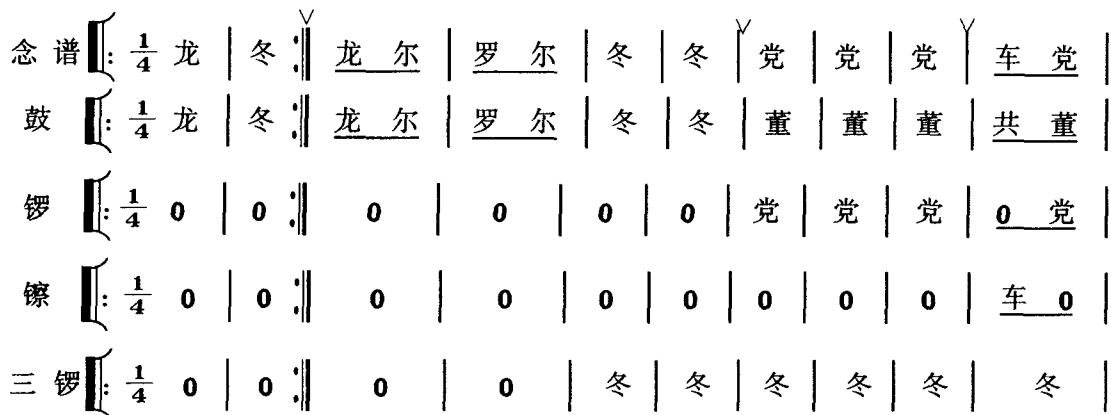 念谱 1/4 龙 冬 龙尔 罗尔 冬 冬 党 党 党 车党
鼓 1/4 龙 冬 龙尔 罗尔 冬 冬 董 董 董 共董
锣 1/4 0 0 0 0 0 0 党 党 党 0党
镲 1/4 0 0 0 0 0 0 0 0 0 车0
三锣 1/4 0 0 0 0 冬 冬 冬 冬 冬 冬